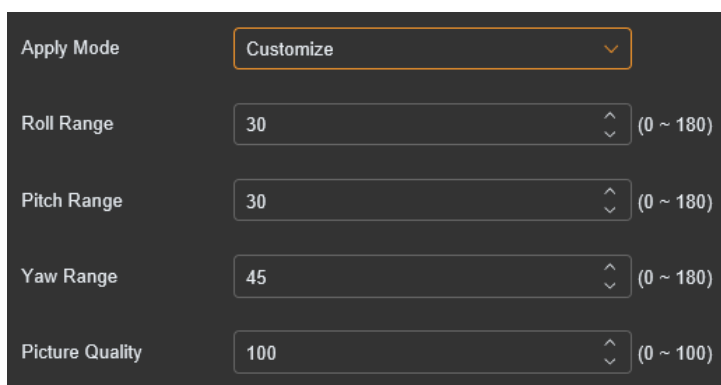 Apply Mode Customize
Roll Range 30 (0 ~ 180)
Pitch Range 30 (0 ~ 180)
Yaw Range 45 (0 ~ 180)
Picture Quality 100 (0 ~ 100)